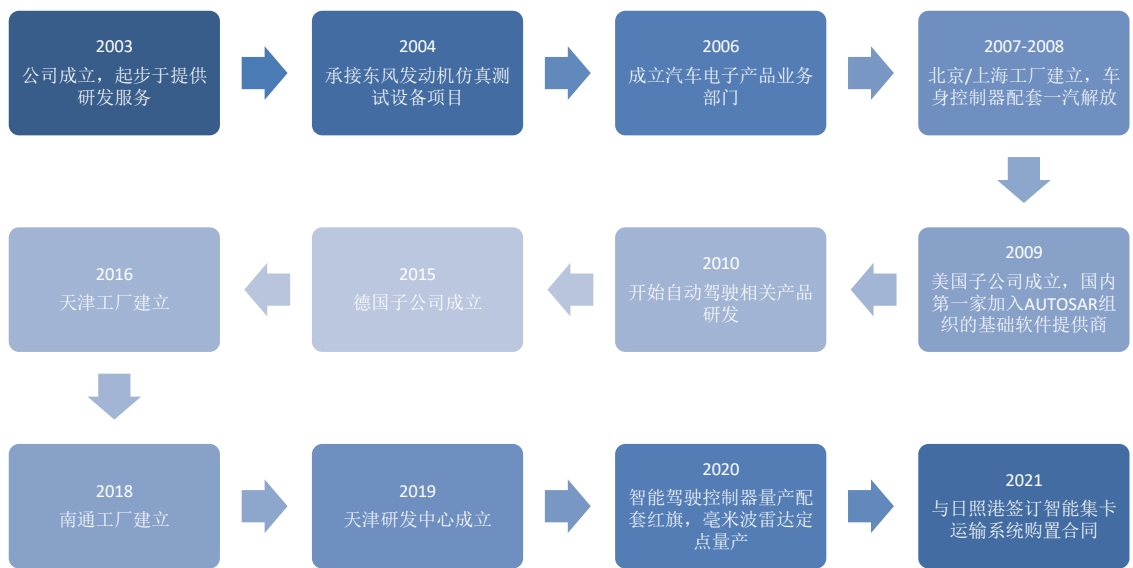 2003
公司成立，起步于提供
研发服务
2004
承接东风发动机仿真测
试设备项目
2006
成立汽车电子产品业务
部门
2007-2008
北京/上海工厂建立，车
身控制器配套一汽解放
2009
美国子公司成立，国内
第一家加入AUTOSAR组
织的基础软件提供商
2010
开始自动驾驶相关产品
研发
2015
德国子公司成立
2016
天津工厂建立
2018
南通工厂建立
2019
天津研发中心成立
2020
智能驾驶控制器量产配
套红旗，毫米波雷达定
点量产
2021
与日照港签订智能集卡
运输系统购置合同